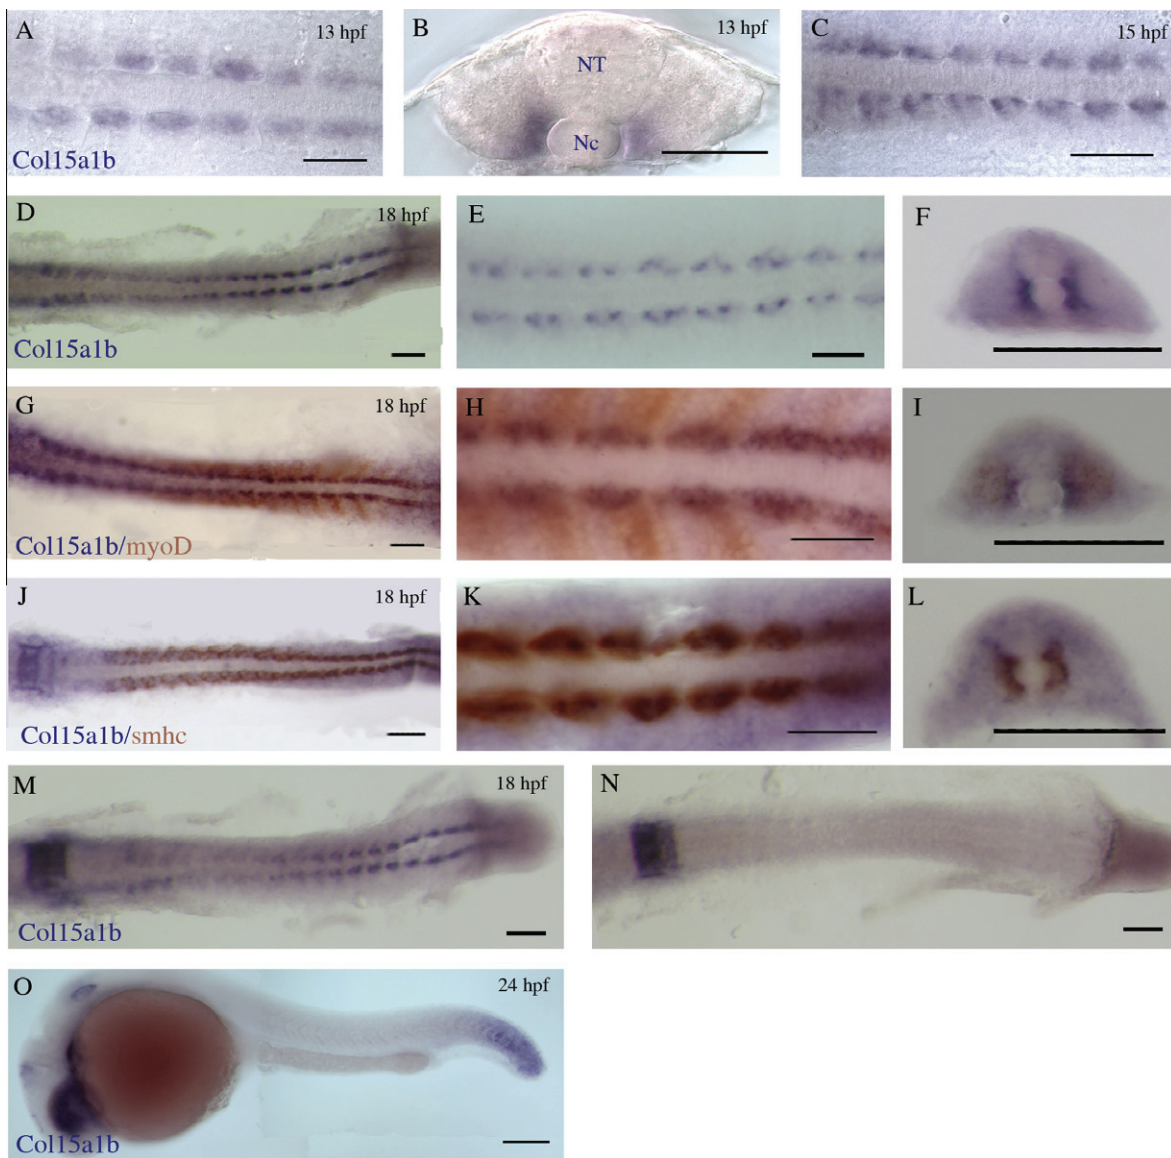 A
13 hpf
Col15a1b
B
13 hpf
NT
Nc
C
15 hpf
D
18 hpf
Col15a1b
E
F
G
18 hpf
Col15a1b/myoD
H
I
J
18 hpf
Col15a1b/smhc
K
L
M
18 hpf
Col15a1b
N
O
24 hpf
Col15a1b